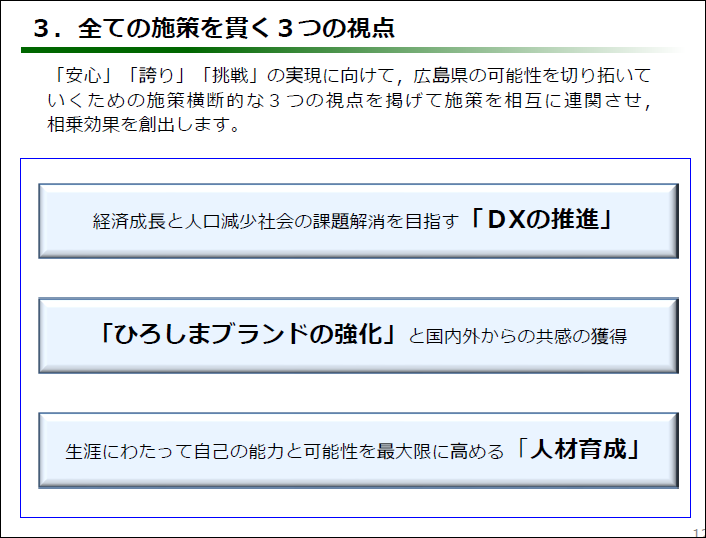 ３．全ての施策を貫く３つの視点
「安心」「誇り」「挑戦」の実現に向けて，広島県の可能性を切り拓いて
いくための施策横断的な３つの視点を掲げて施策を相互に連関させ，
相乗効果を創出します。
経済成長と人口減少社会の課題解消を目指す「ＤＸの推進」
「ひろしまブランドの強化」と国内外からの共感の獲得
生涯にわたって自己の能力と可能性を最大限に高める「人材育成」